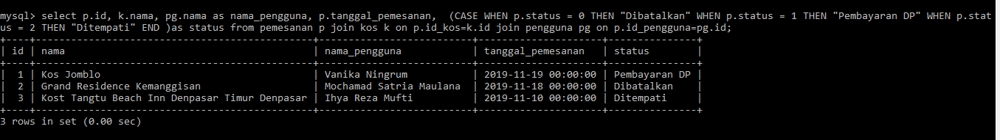 mysql> select p.id, k.nama, pg.nama as nama_pengguna, p.tanggal_pemesanan,  (CASE WHEN p.status = 0 THEN "Dibatalkan" WHEN p.status = 1 THEN "Pembayaran DP" WHEN p.stat
us = 2 THEN "Ditempati" END )as status from pemesanan p join kos k on p.id_kos=k.id join pengguna pg on p.id_pengguna=pg.id;
+----+----------------------------------------------+--------------------------+---------------------+---------------+
| id | nama                                         | nama_pengguna            | tanggal_pemesanan   | status        |
+----+----------------------------------------------+--------------------------+---------------------+---------------+
|  1 | Kos Jomblo                                   | Vanika Ningrum           | 2019-11-19 00:00:00 | Pembayaran DP |
|  2 | Grand Residence Kemanggisan                  | Mochamad Satria Maulana  | 2019-11-18 00:00:00 | Dibatalkan    |
|  3 | Kost Tangtu Beach Inn Denpasar Timur Denpasar | Ihya Reza Mufti          | 2019-11-10 00:00:00 | Ditempati     |
+----+----------------------------------------------+--------------------------+---------------------+---------------+
3 rows in set (0.00 sec)